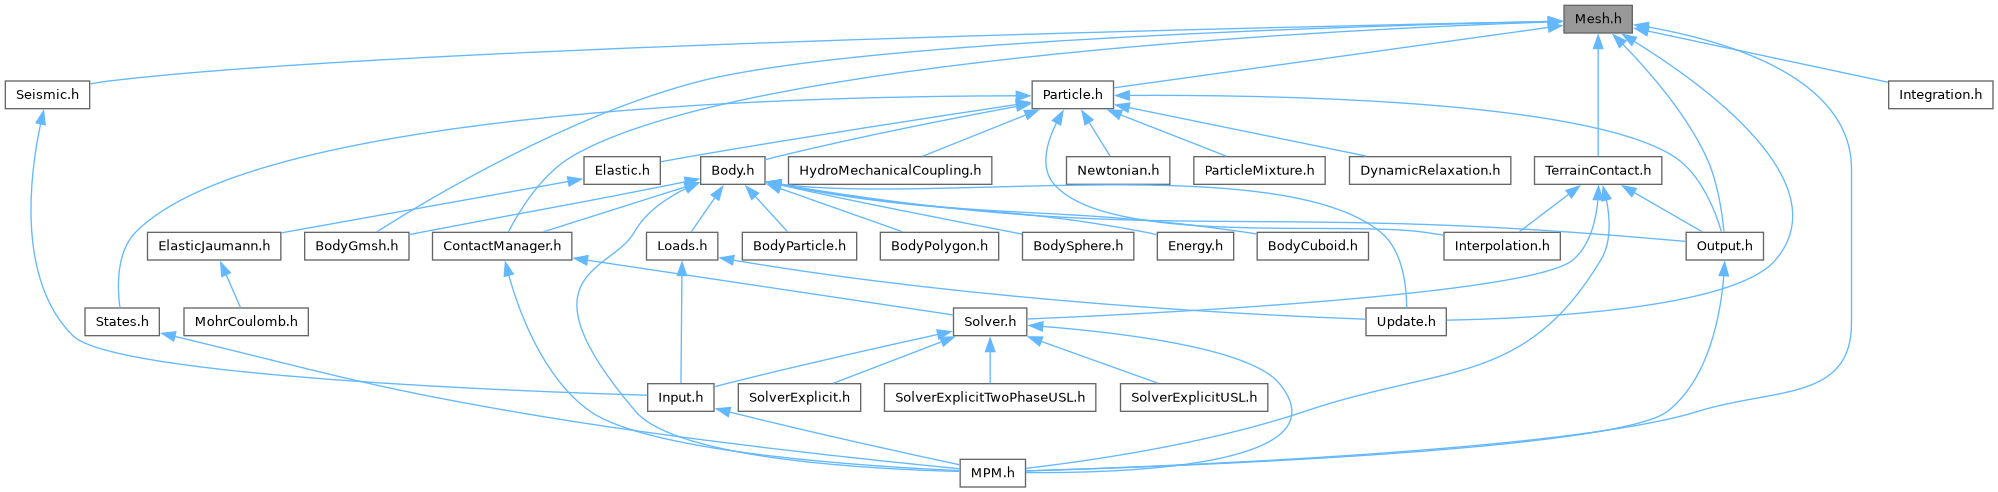 Mesh.h
Seismic.h
Particle.h
Integration.h
Elastic.h
Body.h
HydroMechanicalCoupling.h
Newtonian.h
ParticleMixture.h
DynamicRelaxation.h
TerrainContact.h
ElasticJaumann.h
BodyGmsh.h
ContactManager.h
Loads.h
BodyParticle.h
BodyPolygon.h
BodySphere.h
Energy.h
BodyCuboid.h
Interpolation.h
Output.h
States.h
MohrCoulomb.h
Solver.h
Update.h
Input.h
SolverExplicit.h
SolverExplicitTwoPhaseUSL.h
SolverExplicitUSL.h
MPM.h